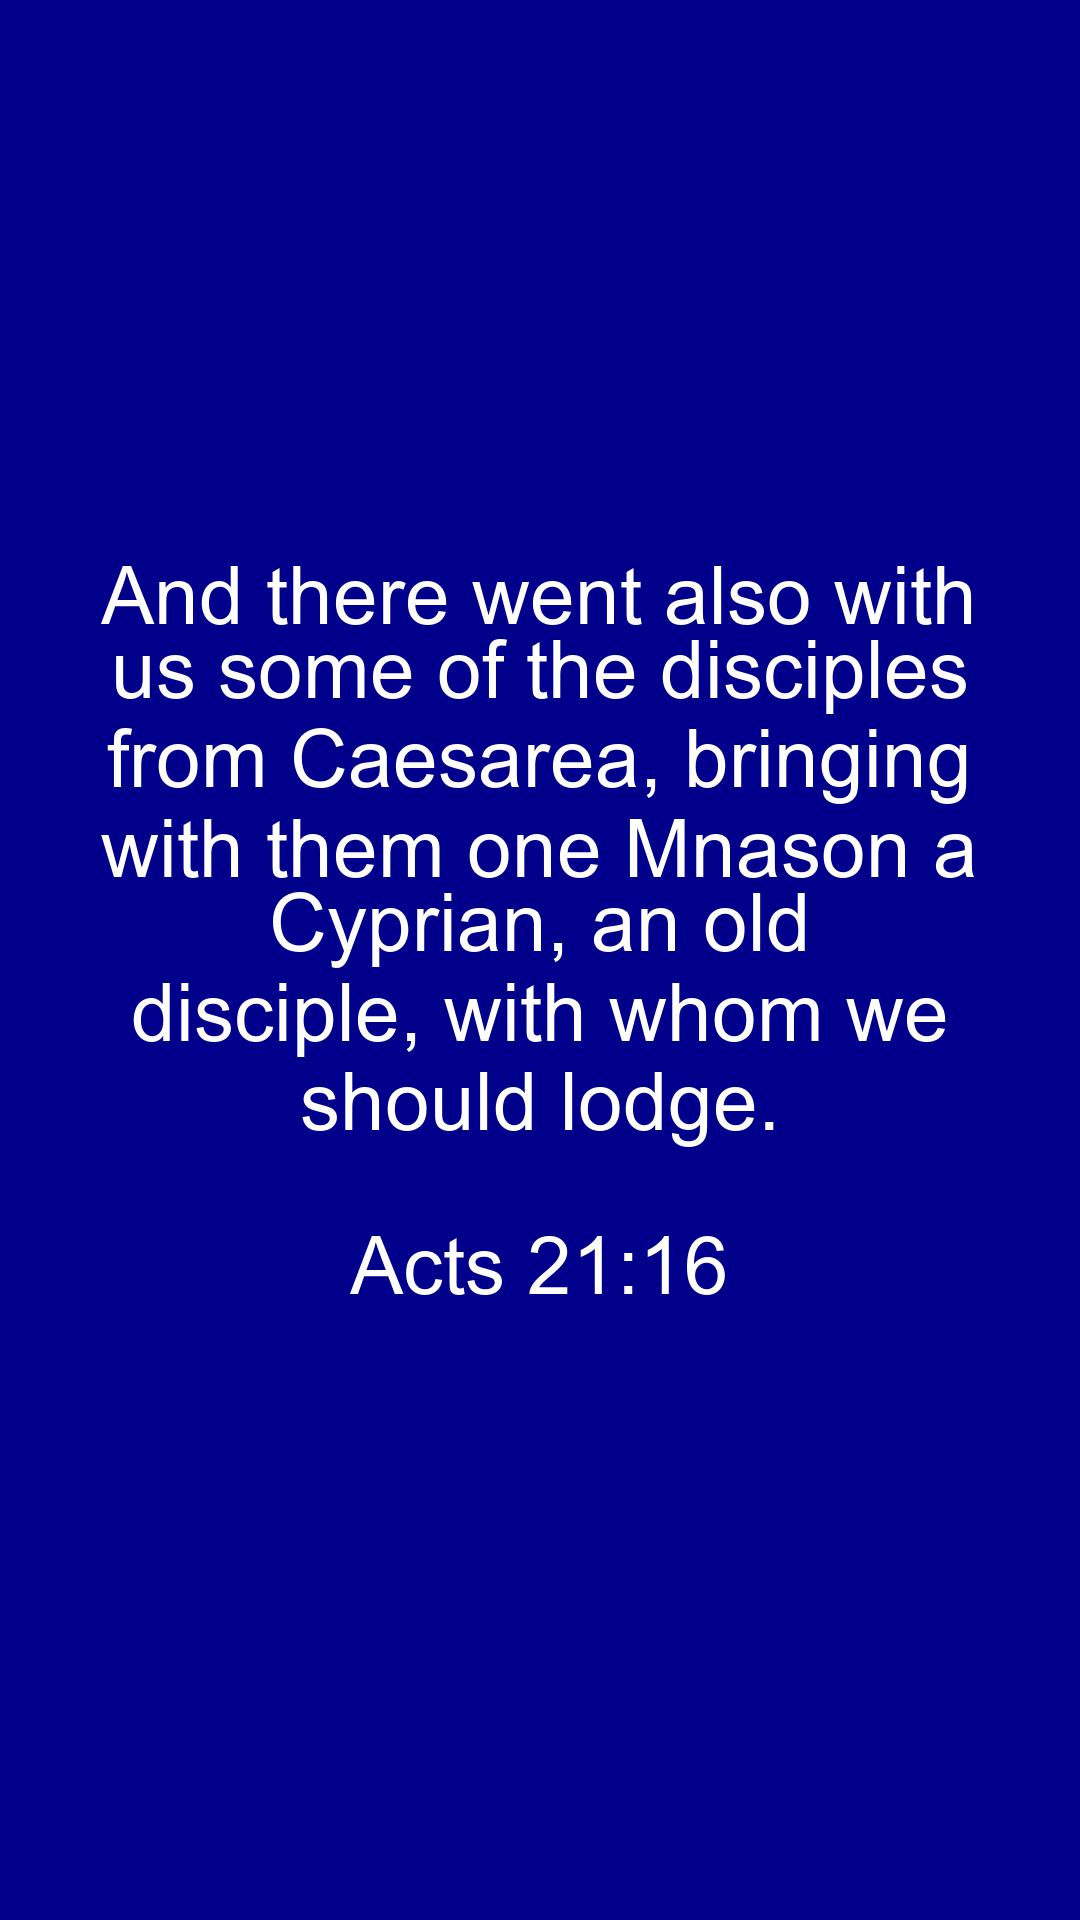 And there went also with
us some of the disciples
from Caesarea, bringing
with them one Mnason a
Cyprian, an old
disciple, with whom we
should lodge.
Acts 21:16